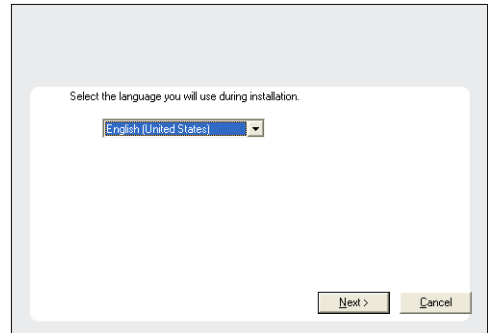 Select the language you will use during installation.
English (United States)
Next > Cancel